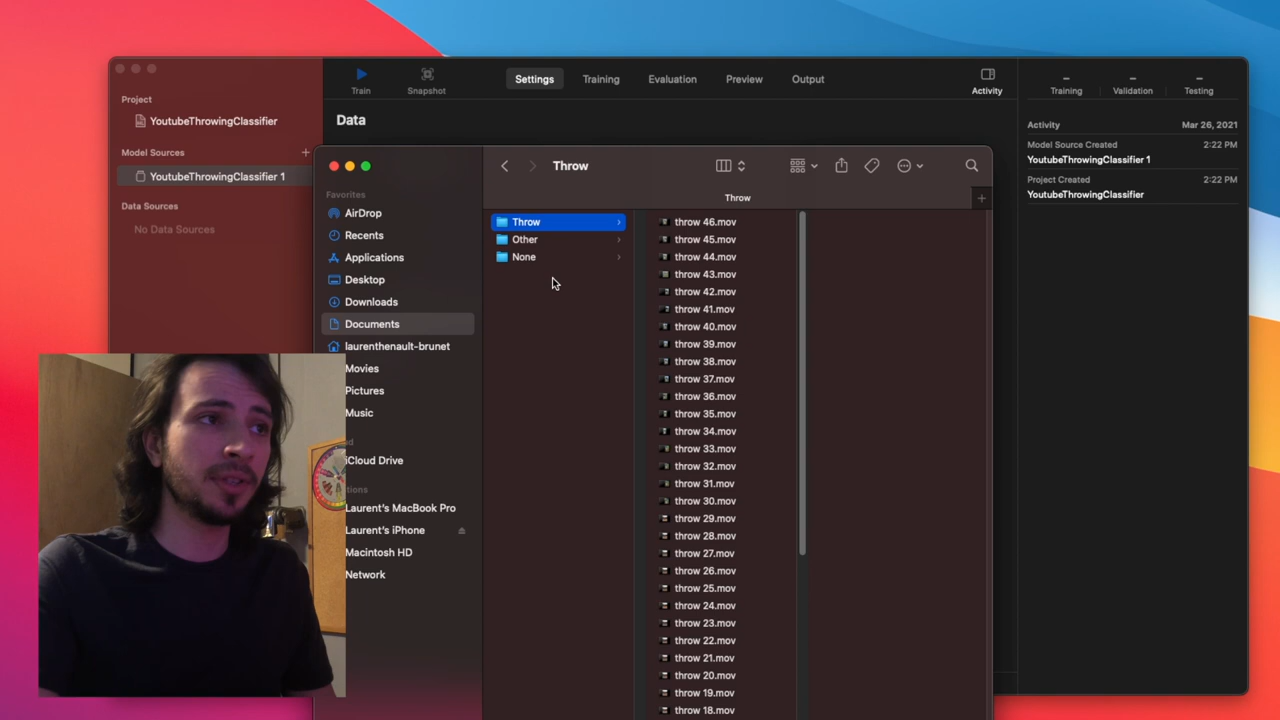 Project
YoutubeThrowingClassifier
Model Sources
+
YoutubeThrowingClassifier 1
Data Sources
No Data Sources
Train
Snapshot
Settings
Training
Evaluation
Preview
Output
Activity
Data
– – –
Training
Validation
Testing
Activity
Mar 26, 2021
Model Source Created
2:22 PM
YoutubeThrowingClassifier 1
Project Created
2:22 PM
YoutubeThrowingClassifier
Throw
Throw
+
Favorites
AirDrop
Recents
Applications
Desktop
Downloads
Documents
laurenthenault-brunet
Movies
Pictures
Music
d
iCloud Drive
tions
Laurent's MacBook Pro
Laurent's iPhone
Macintosh HD
Network
Throw
Other
None
throw 46.mov
throw 45.mov
throw 44.mov
throw 43.mov
throw 42.mov
throw 41.mov
throw 40.mov
throw 39.mov
throw 38.mov
throw 37.mov
throw 36.mov
throw 35.mov
throw 34.mov
throw 33.mov
throw 32.mov
throw 31.mov
throw 30.mov
throw 29.mov
throw 28.mov
throw 27.mov
throw 26.mov
throw 25.mov
throw 24.mov
throw 23.mov
throw 22.mov
throw 21.mov
throw 20.mov
throw 19.mov
throw 18.mov